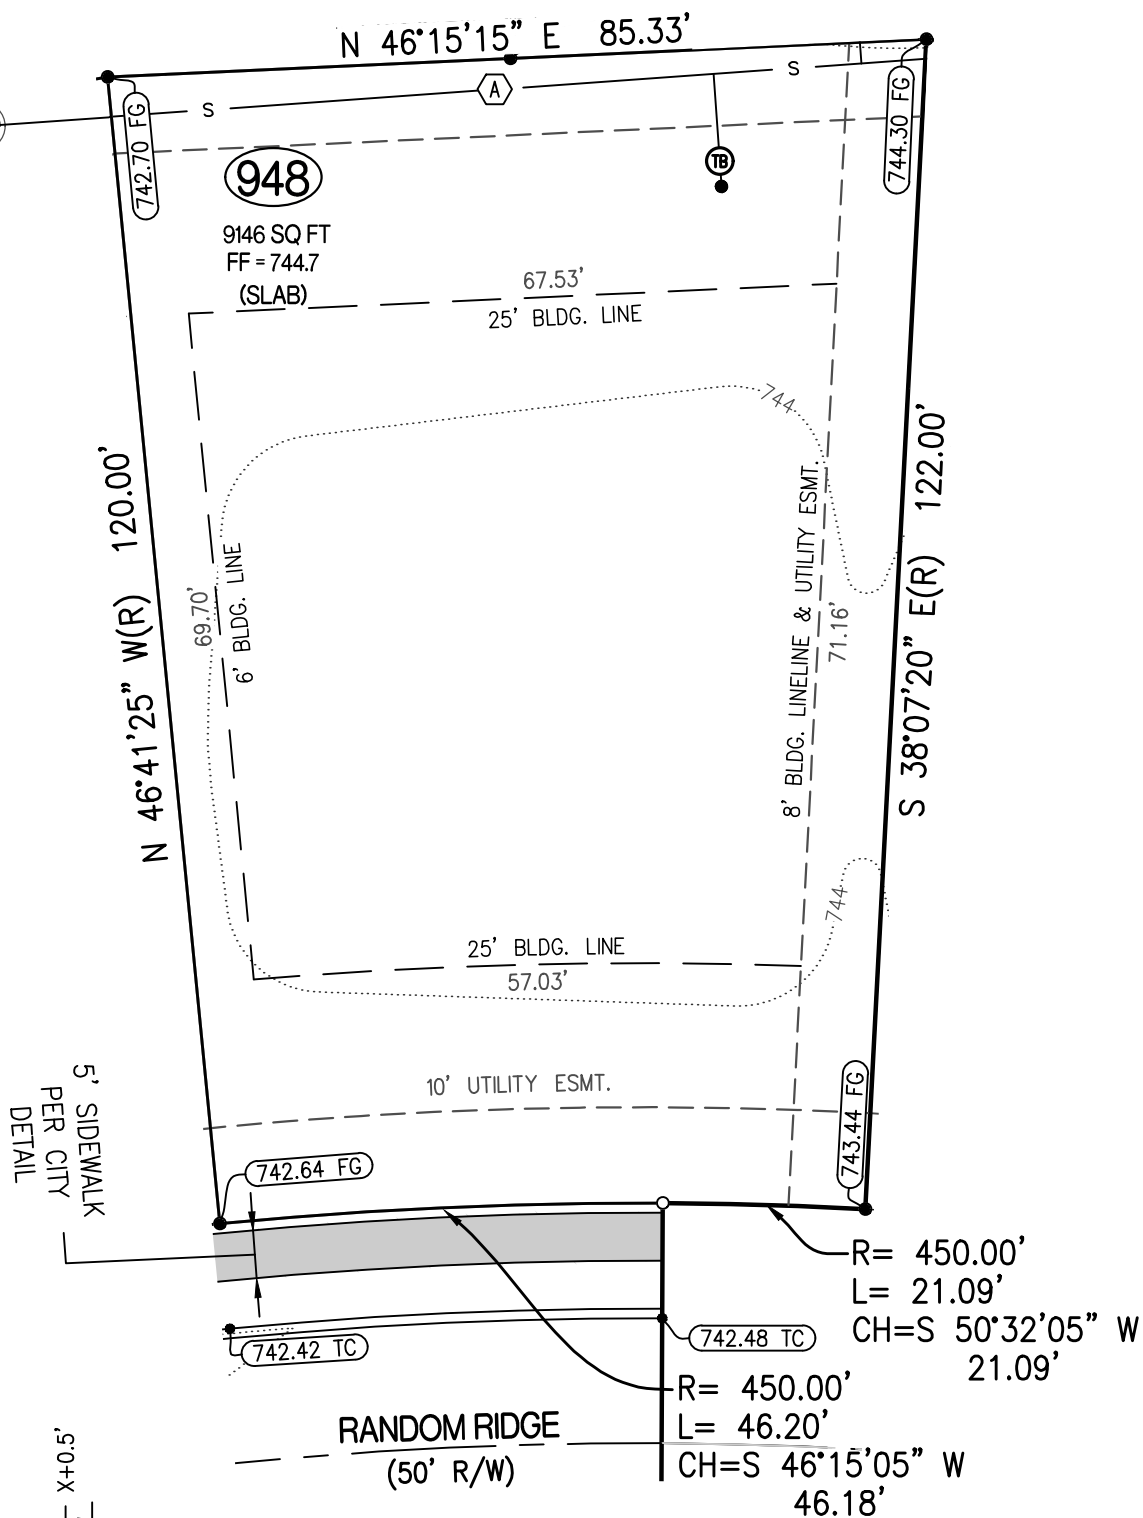 N 46°15'15" E 85.33'
S
A
S
TB
742.70 FG
744.30 FG
948
9146 SQ FT
FF = 744.7
(SLAB)
67.53'
25' BLDG. LINE
744
N 46°41'25" W(R) 120.00'
69.70'
6' BLDG. LINE
8' BLDG. LINELINE & UTILITY ESMT.
71.16'
S 38°07'20" E(R) 122.00'
744
25' BLDG. LINE
57.03'
10' UTILITY ESMT.
5' SIDEWALK
PER CITY
DETAIL
742.64 FG
743.44 FG
R= 450.00'
L= 21.09'
CH=S 50°32'05" W
21.09'
742.42 TC
742.48 TC
R= 450.00'
L= 46.20'
CH=S 46°15'05" W
46.18'
RANDOM RIDGE
(50' R/W)
X+0.5'